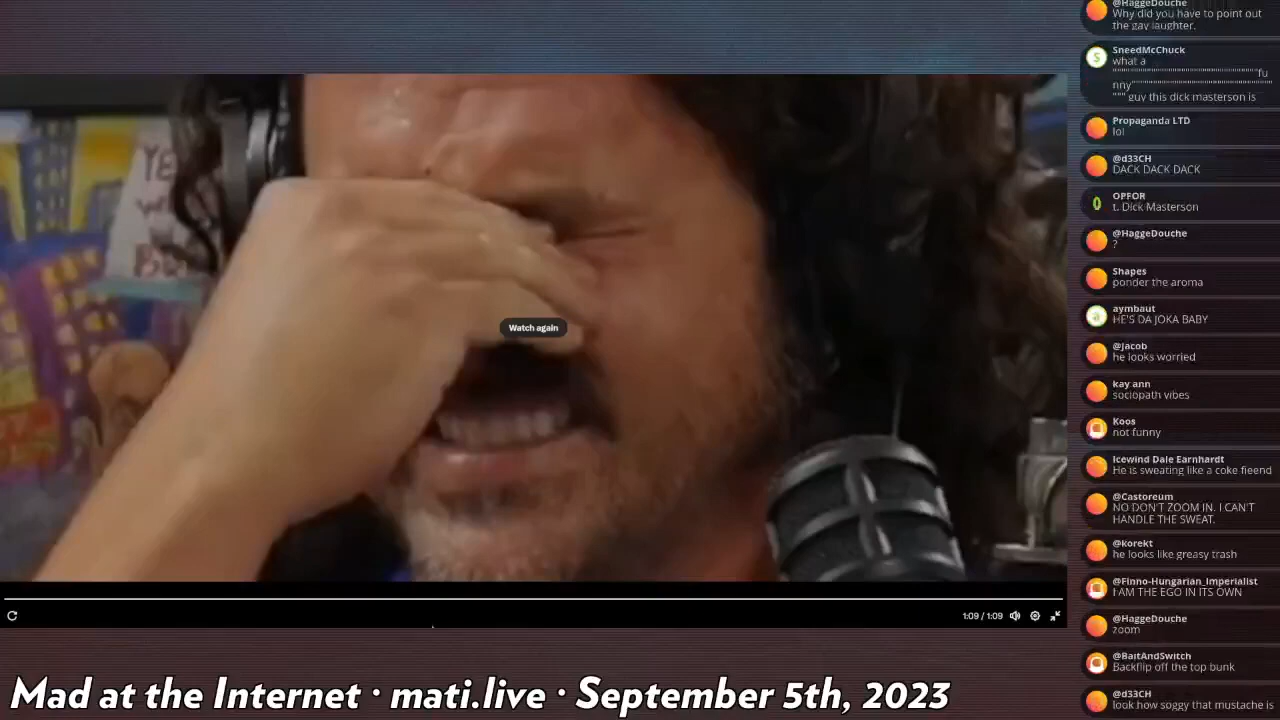 @HaggeDouche
Why did you have to point out
the gay laughter.
SneedMcChuck
what a
guy this dick masterson is
Propaganda LTD
lol
@d33CH
DACK DACK DACK
OPFOR
t. Dick Masterson
@HaggeDouche
?
Shapes
ponder the aroma
aymbaut
HE'S DA JOKA BABY
@Jacob
he looks worried
kay ann
sociopath vibes
Koos
not funny
Icewind Dale Earnhardt
He is sweating like a coke fieend
@Castoreum
NO DON'T ZOOM IN. I CAN'T
HANDLE THE SWEAT.
@korekt
he looks like greasy trash
@Finno-Hungarian_Imperialist
I AM THE EGO IN ITS OWN
@HaggeDouche
zoom
@BaitAndSwitch
Backflip off the top bunk
@d33CH
look how soggy that mustache is
Watch again
1:09 / 1:09
Mad at the Internet · mati.live · September 5th, 2023